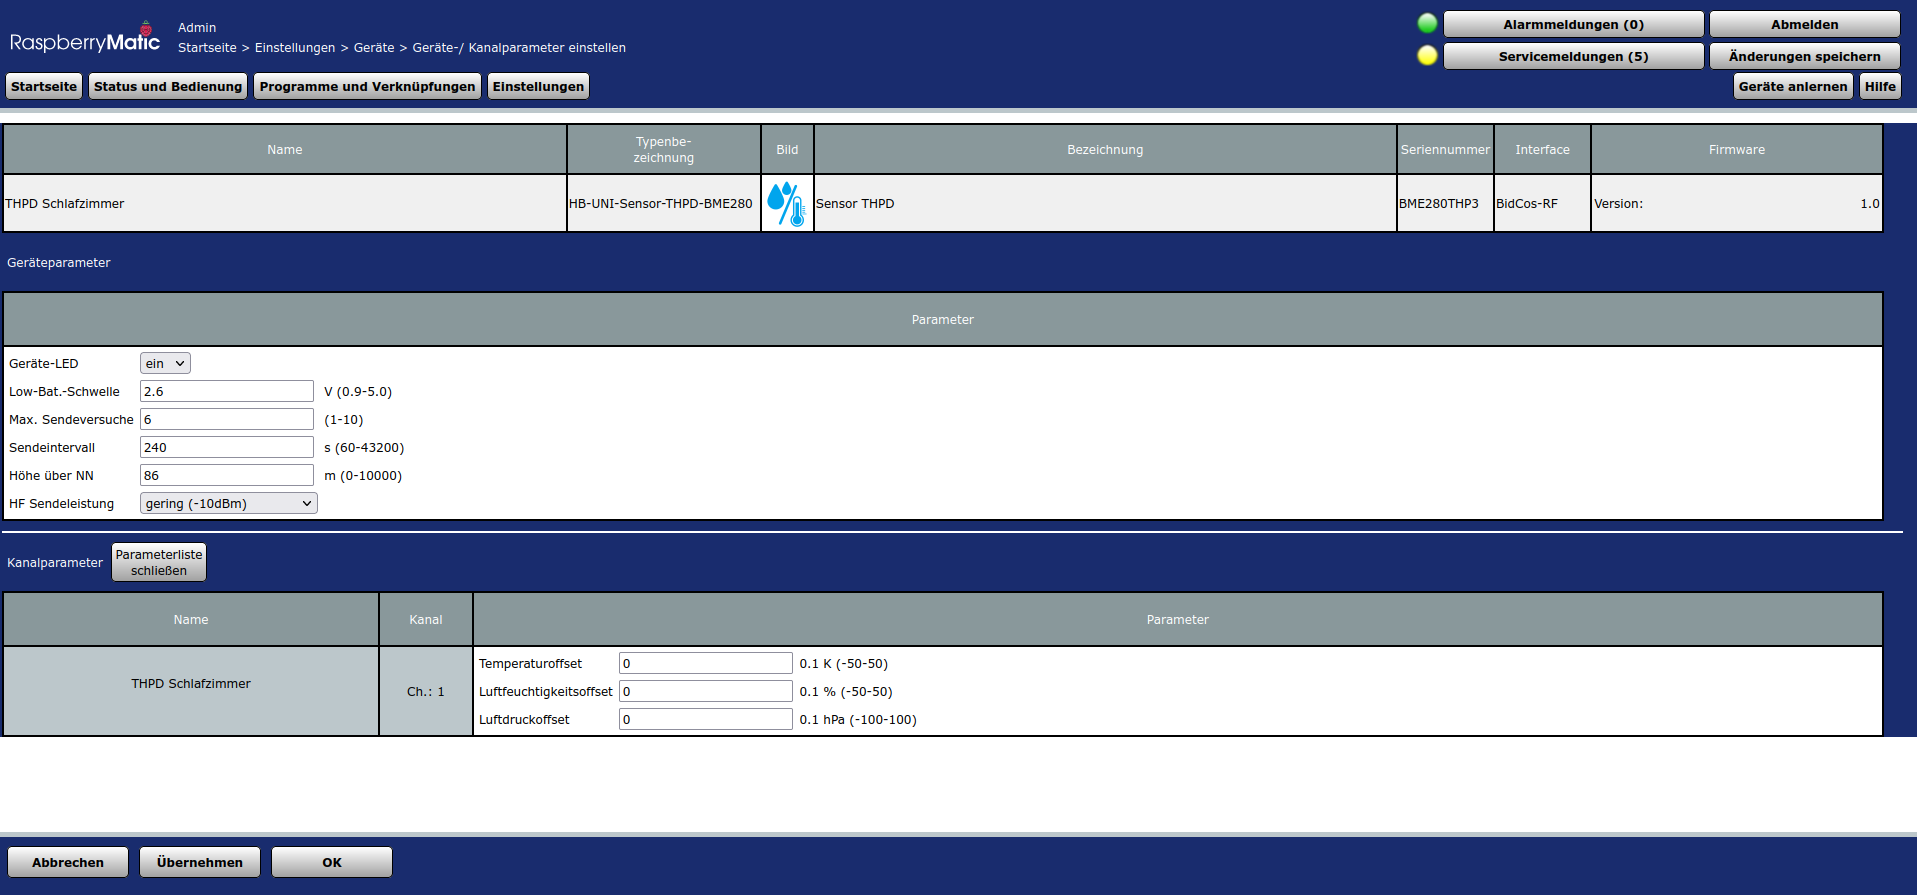 RaspberryMatic
Admin
Startseite > Einstellungen > Geräte > Geräte-/ Kanalparameter einstellen
Alarmmeldungen (0)
Abmelden
Servicemeldungen (5)
Änderungen speichern
Startseite
Status und Bedienung
Programme und Verknüpfungen
Einstellungen
Geräte anlernen
Hilfe
Name
Typenbe-
zeichnung
Bild
Bezeichnung
Seriennummer
Interface
Firmware
THPD Schlafzimmer
HB-UNI-Sensor-THPD-BME280
Sensor THPD
BME280THP3
BidCos-RF
Version: 1.0
Geräteparameter
Parameter
Geräte-LED ein
Low-Bat.-Schwelle 2.6 V (0.9-5.0)
Max. Sendeversuche 6 (1-10)
Sendeintervall 240 s (60-43200)
Höhe über NN 86 m (0-10000)
HF Sendeleistung gering (-10dBm)
Kanalparameter
Parameterliste
schließen
Name
Kanal
Parameter
THPD Schlafzimmer
Ch.: 1
Temperaturoffset 0 0.1 K (-50-50)
Luftfeuchtigkeitsoffset 0 0.1 % (-50-50)
Luftdruckoffset 0 0.1 hPa (-100-100)
Abbrechen
Übernehmen
OK